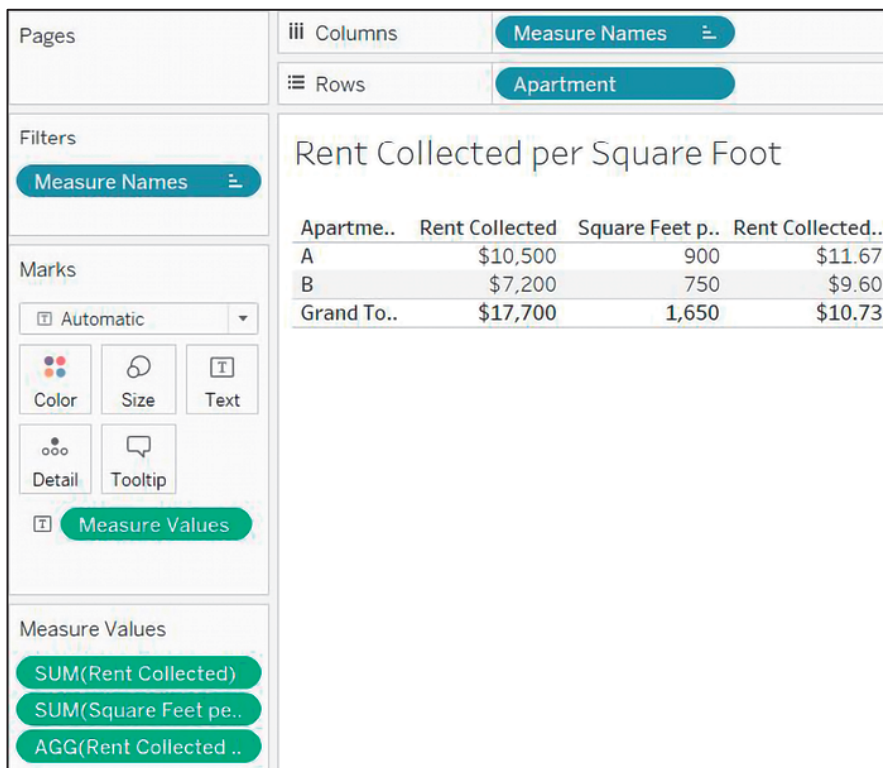 Pages
iii Columns
Measure Names
Rows
Apartment
Filters
Measure Names
Rent Collected per Square Foot
Apartme.. Rent Collected Square Feet p.. Rent Collected..
A $10,500 900 $11.67
B $7,200 750 $9.60
Grand To.. $17,700 1,650 $10.73
Marks
T Automatic
Color Size T Text
Detail Tooltip
T Measure Values
Measure Values
SUM(Rent Collected)
SUM(Square Feet pe..
AGG(Rent Collected ..